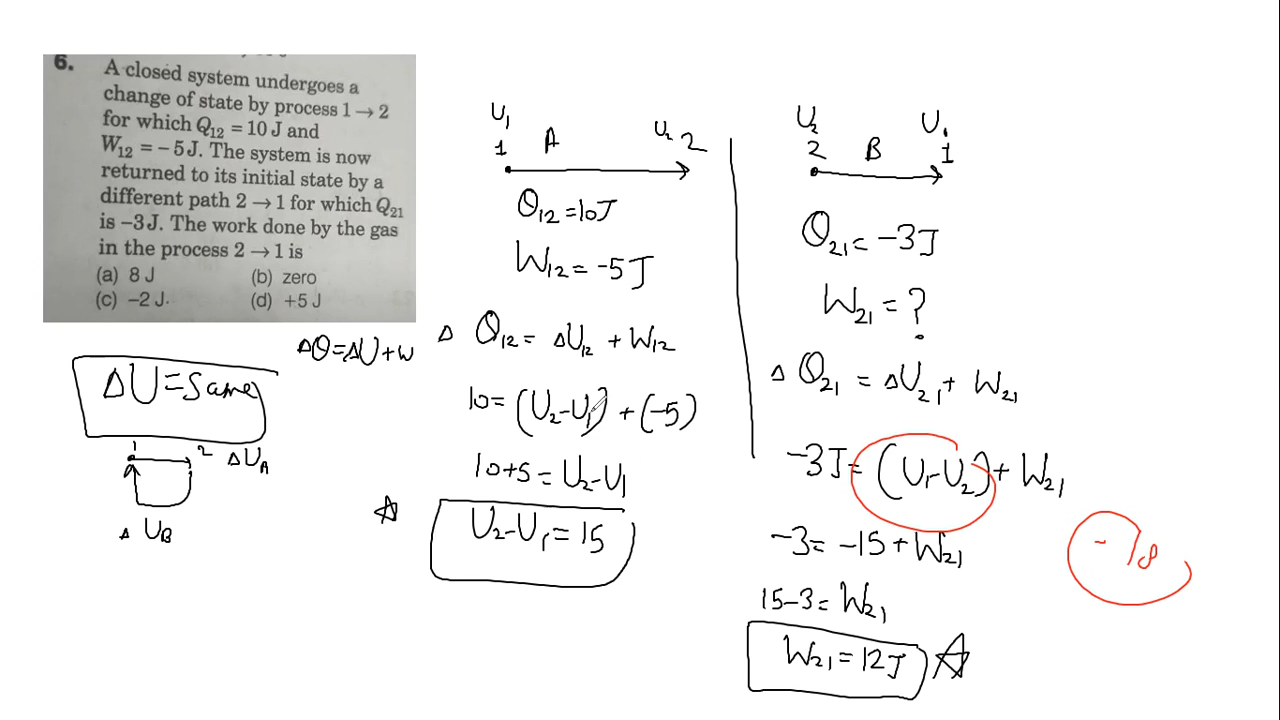 6. A closed system undergoes a
change of state by process 1 → 2
for which Q₁₂ = 10 J and
W₁₂ = −5 J. The system is now
returned to its initial state by a
different path 2 → 1 for which Q₂₁
is −3 J. The work done by the gas
in the process 2 → 1 is
(a) 8 J (b) zero
(c) −2 J. (d) +5 J
ΔQ=ΔU+W
ΔU=Same
1 2 ΔU_A
Δ U_B
U₁ A U₂
1 2
Q₁₂=10J
W₁₂=-5J
Δ Q₁₂= ΔU₁₂ + W₁₂
10= (U₂-U₁) + (-5)
10+5 = U₂-U₁
U₂-U₁ = 15
U₂ U₁
2 B 1
Q₂₁= -3J
W₂₁ = ?
Δ Q₂₁ = ΔU₂₁ + W₂₁
-3J= (U₁-U₂) + W₂₁
-3= -15 + W₂₁
15-3= W₂₁
W₂₁ = 12J
-18